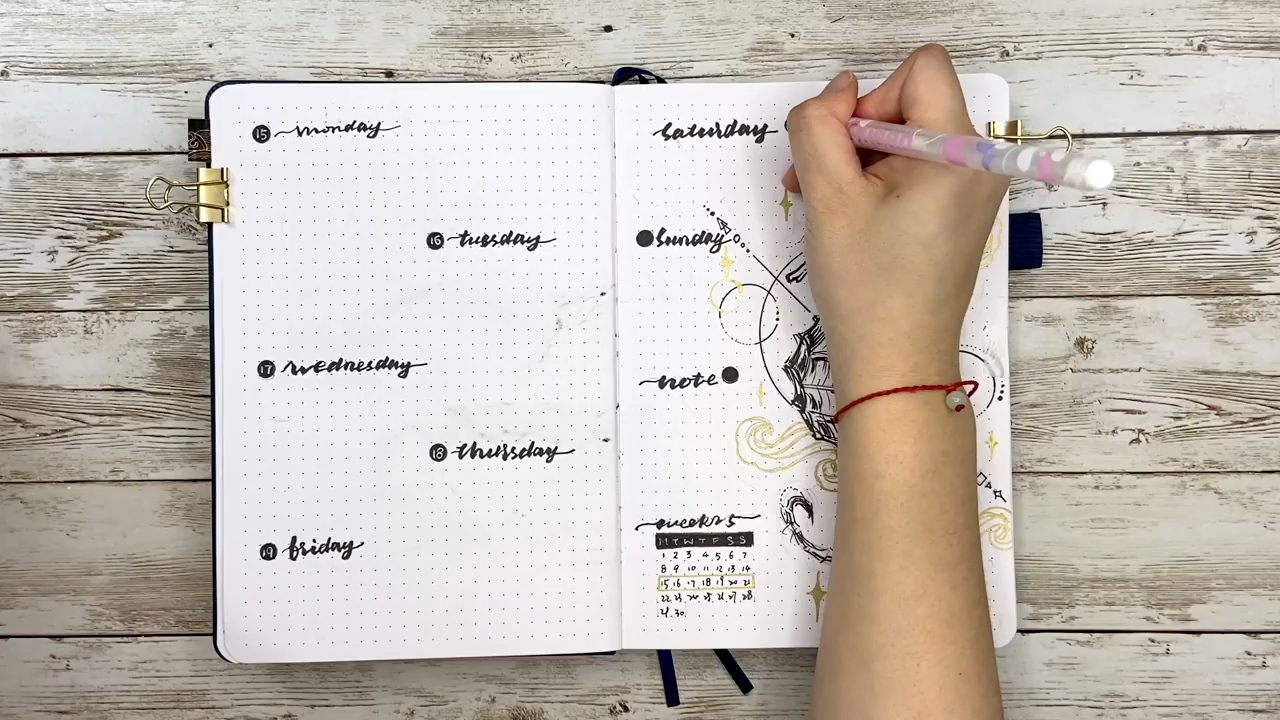 15 monday
16 tuesday
17 wednesday
18 thursday
19 friday
saturday
sunday
note
week 25
M T W T F S S
1 2 3 4 5 6 7
8 9 10 11 12 13 14
15 16 17 18 19 20 21
22 23 24 25 26 27 28
29 30